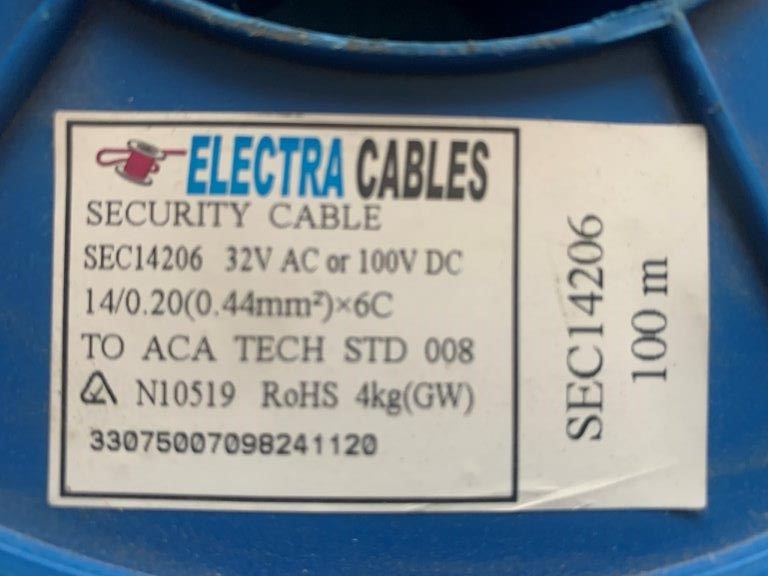 ELECTRA CABLES
SECURITY CABLE
SEC14206 32V AC or 100V DC
14/0.20(0.44mm²)×6C
TO ACA TECH STD 008
N10519 RoHS 4kg(GW)
33075007098241120
SEC14206
100 m